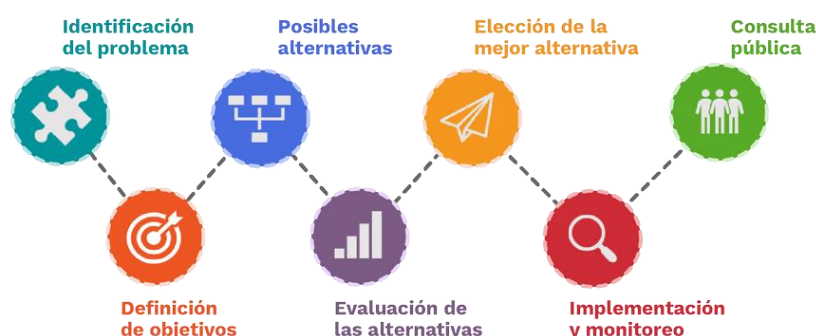 Identificación
del problema
Definición
de objetivos
Posibles
alternativas
Evaluación de
las alternativas
Elección de la
mejor alternativa
Implementación
y monitoreo
Consulta
pública